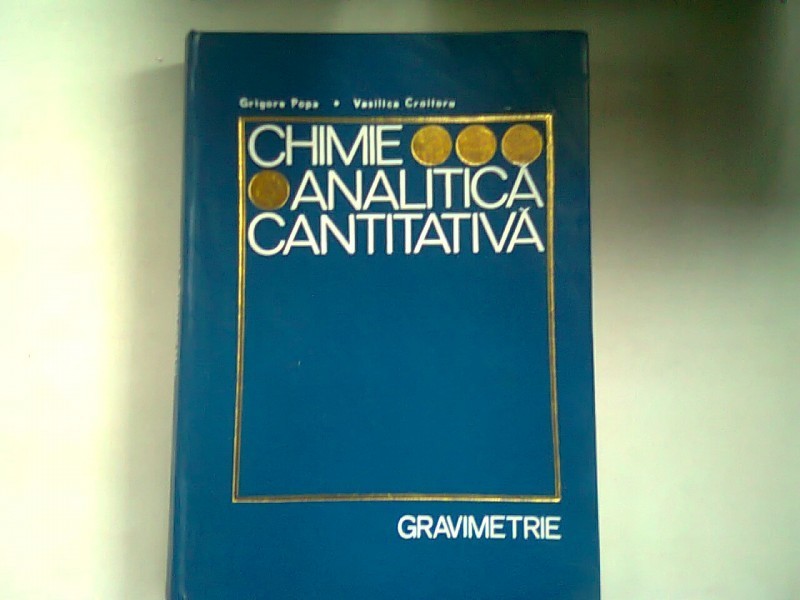 Grigore Popa • Vasilica Croitoru
CHIMIE
ANALITICĂ
CANTITATIVĂ
GRAVIMETRIE